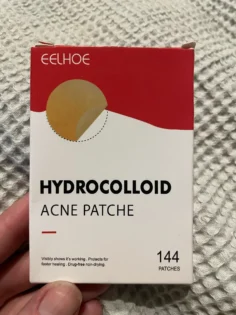 EELHOE
HYDROCOLLOID
ACNE PATCHE
Visibly shows it's working. Protects for
faster healing. Drug-free non-drying.
144
PATCHES